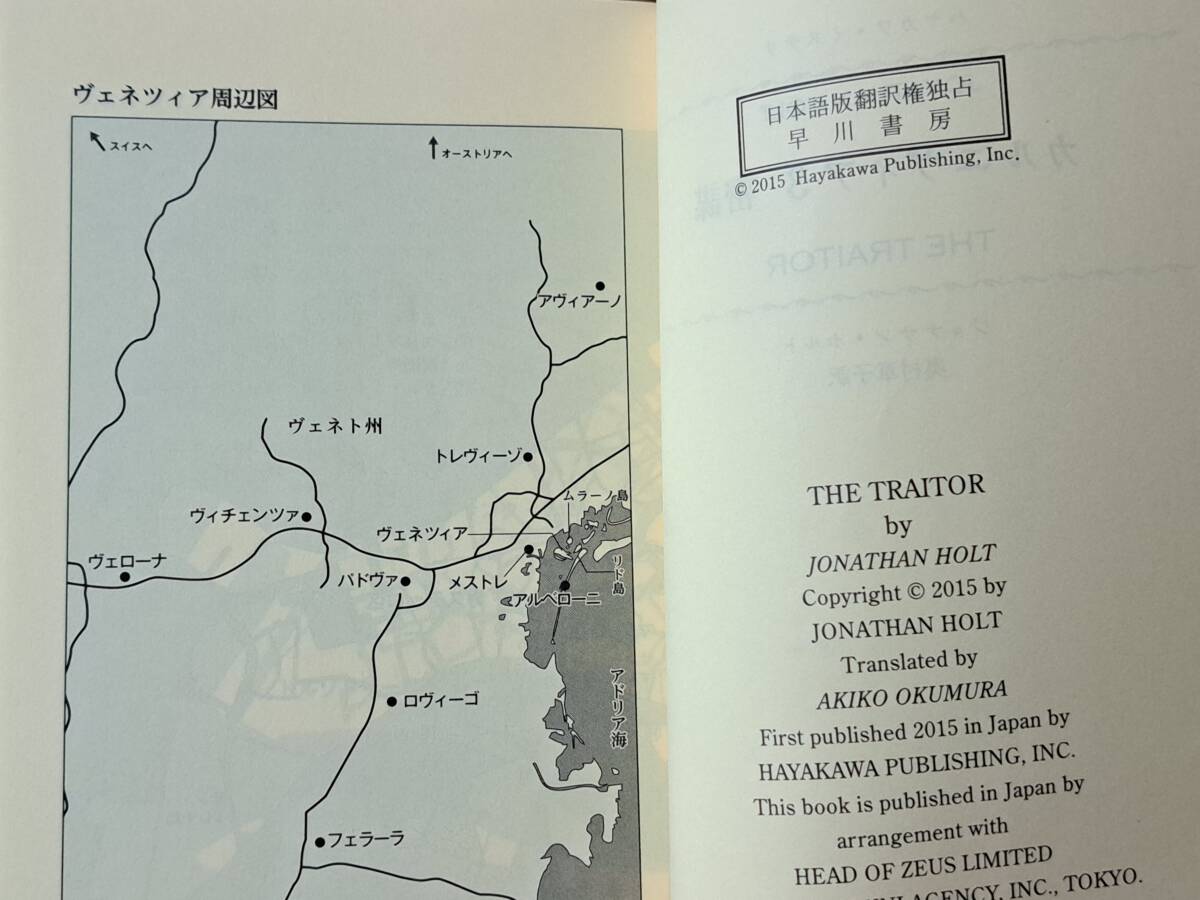 ヴェネツィア周辺図
スイスへ
オーストリアへ
アヴィアーノ
ヴェネト州
トレヴィーゾ
ムラーノ島
ヴィチェンツァ
ヴェネツィア
ヴェローナ
パドヴァ
メストレ
リド島
アルベローニ
ロヴィーゴ
アドリア海
フェラーラ
日本語版翻訳権独占
早川書房
© 2015 Hayakawa Publishing, Inc.
THE TRAITOR
by
JONATHAN HOLT
Copyright © 2015 by
JONATHAN HOLT
Translated by
AKIKO OKUMURA
First published 2015 in Japan by
HAYAKAWA PUBLISHING, INC.
This book is published in Japan by
arrangement with
HEAD OF ZEUS LIMITED
AGENCY, INC., TOKYO.